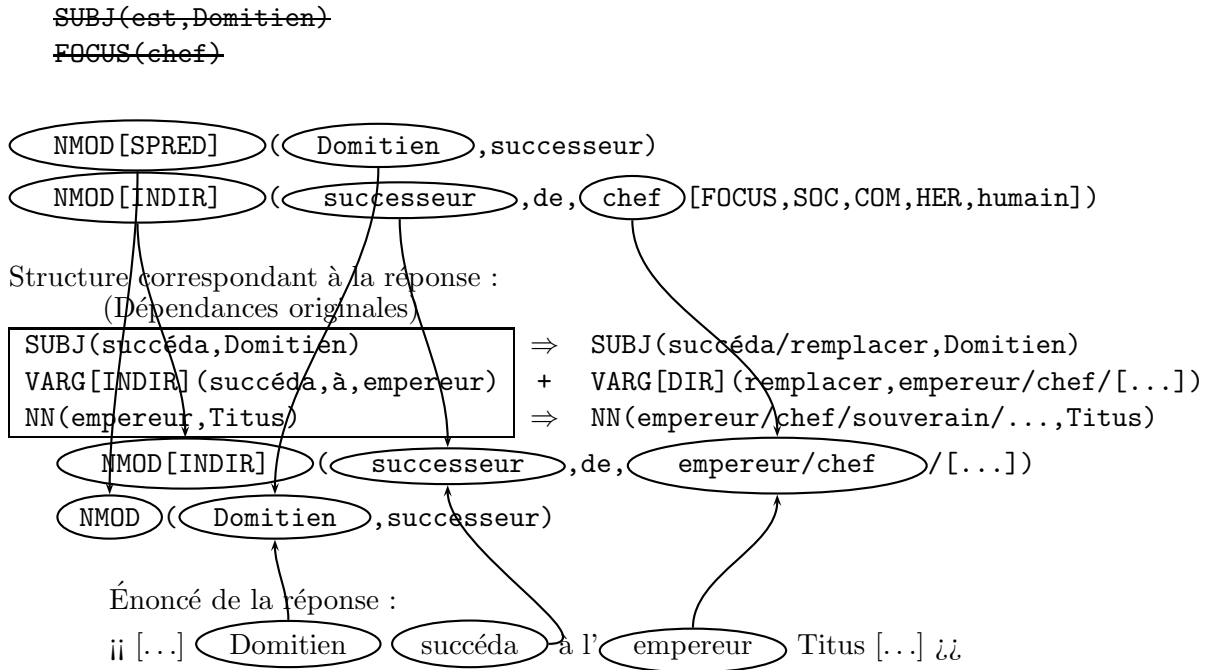 SUBJ(est,Domitien)
FOCUS(chef)
NMOD[SPRED] (Domitien,successeur)
NMOD[INDIR] (successeur,de,chef[FOCUS,SOC,COM,HER,humain])
Structure correspondant à la réponse :
(Dépendances originales)
SUBJ(succéda,Domitien) ⇒ SUBJ(succéda/remplacer,Domitien)
VARG[INDIR](succéda,à,empereur) + VARG[DIR](remplacer,empereur/chef/[...])
NN(empereur,Titus) ⇒ NN(empereur/chef/souverain/...,Titus)
NMOD[INDIR] (successeur,de,empereur/chef/[...])
NMOD (Domitien,successeur)
Énoncé de la réponse :
¡¡ [...] Domitien succéda à l'empereur Titus [...] ¿¿